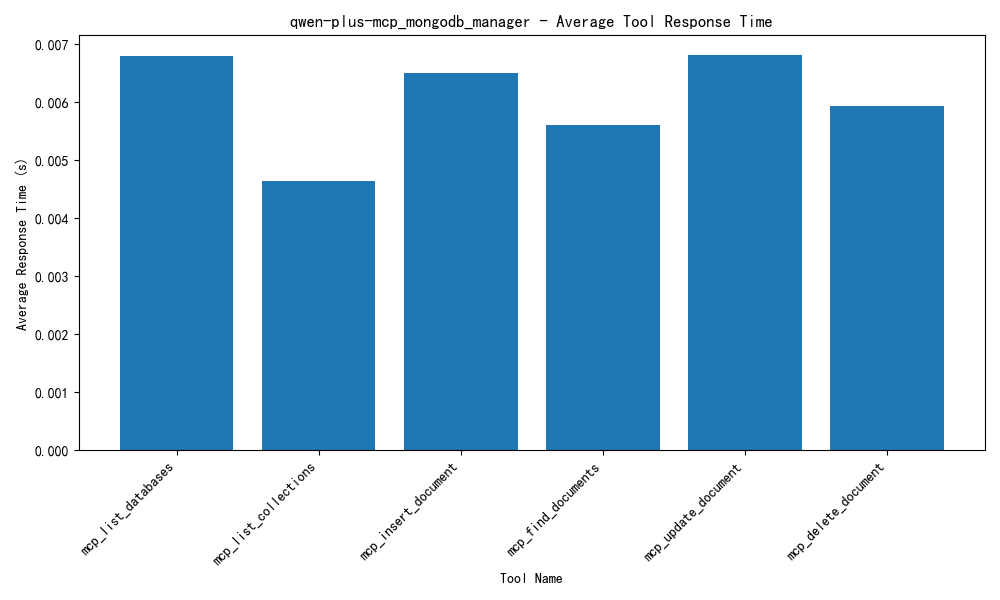 qwen-plus-mcp_mongodb_manager - Average Tool Response Time
Average Response Time (s)
0.007
0.006
0.005
0.004
0.003
0.002
0.001
0.000
mcp_list_databases
mcp_list_collections
mcp_insert_document
mcp_find_documents
mcp_update_document
mcp_delete_document
Tool Name